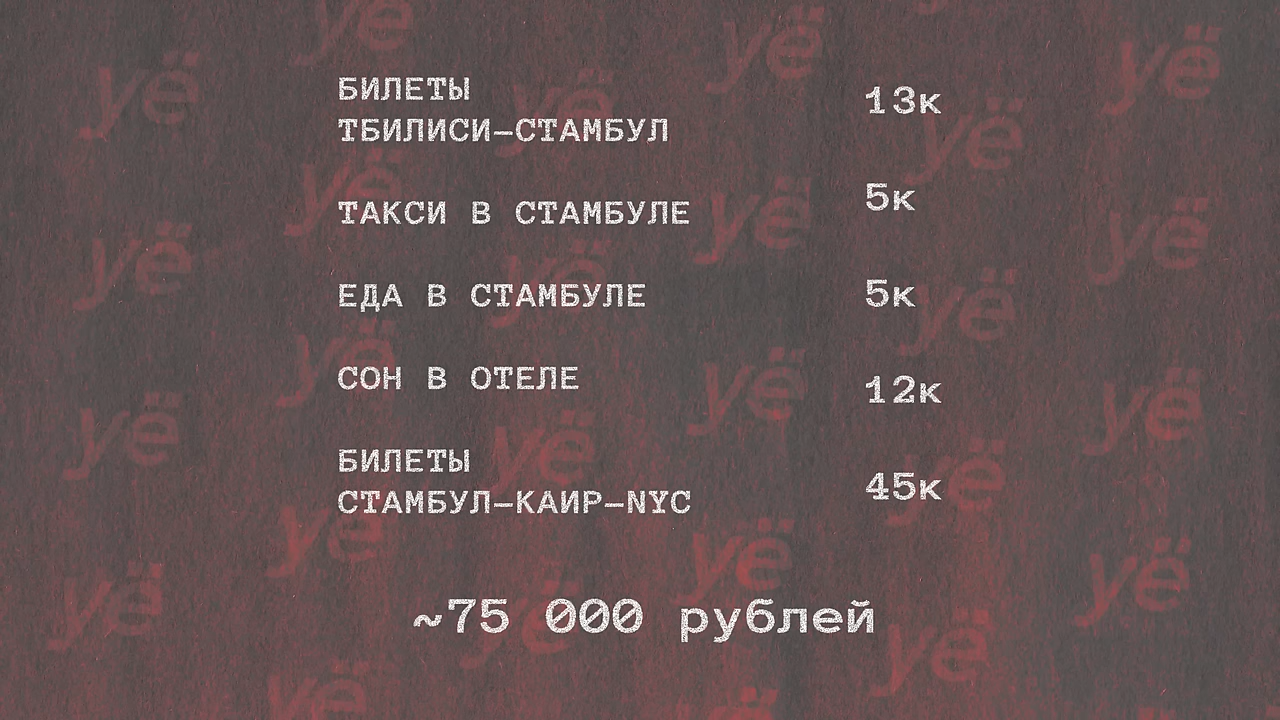 БИЛЕТЫ
ТБИЛИСИ–СТАМБУЛ
13к
ТАКСИ В СТАМБУЛЕ
5к
ЕДА В СТАМБУЛЕ
5к
СОН В ОТЕЛЕ
12к
БИЛЕТЫ
СТАМБУЛ–КАИР–NYC
45к
~75 000 рублей